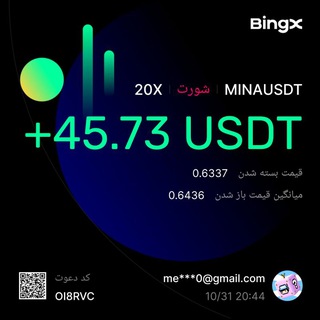 BingX
MINAUSDT | شورت | 20X
+45.73 USDT
قیمت بسته شدن 0.6337
میانگین قیمت باز شدن 0.6436
me***0@gmail.com
10/31 20:44
کد دعوت
OI8RVC